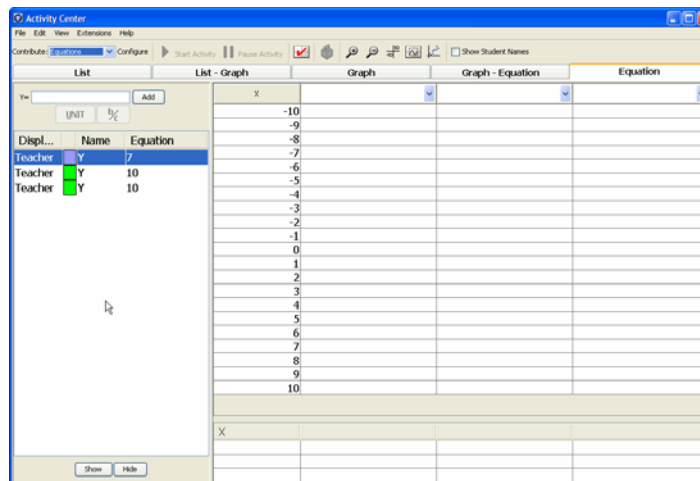 Activity Center
File Edit View Extensions Help
Contribute: Equations Configure Start Activity Pause Activity Show Student Names
List List - Graph Graph Graph - Equation Equation
Y= Add
UNIT b/c
Displ... Name Equation
Teacher Y 7
Teacher Y 10
Teacher Y 10
Show Hide
X
-10
-9
-8
-7
-6
-5
-4
-3
-2
-1
0
1
2
3
4
5
6
7
8
9
10
X